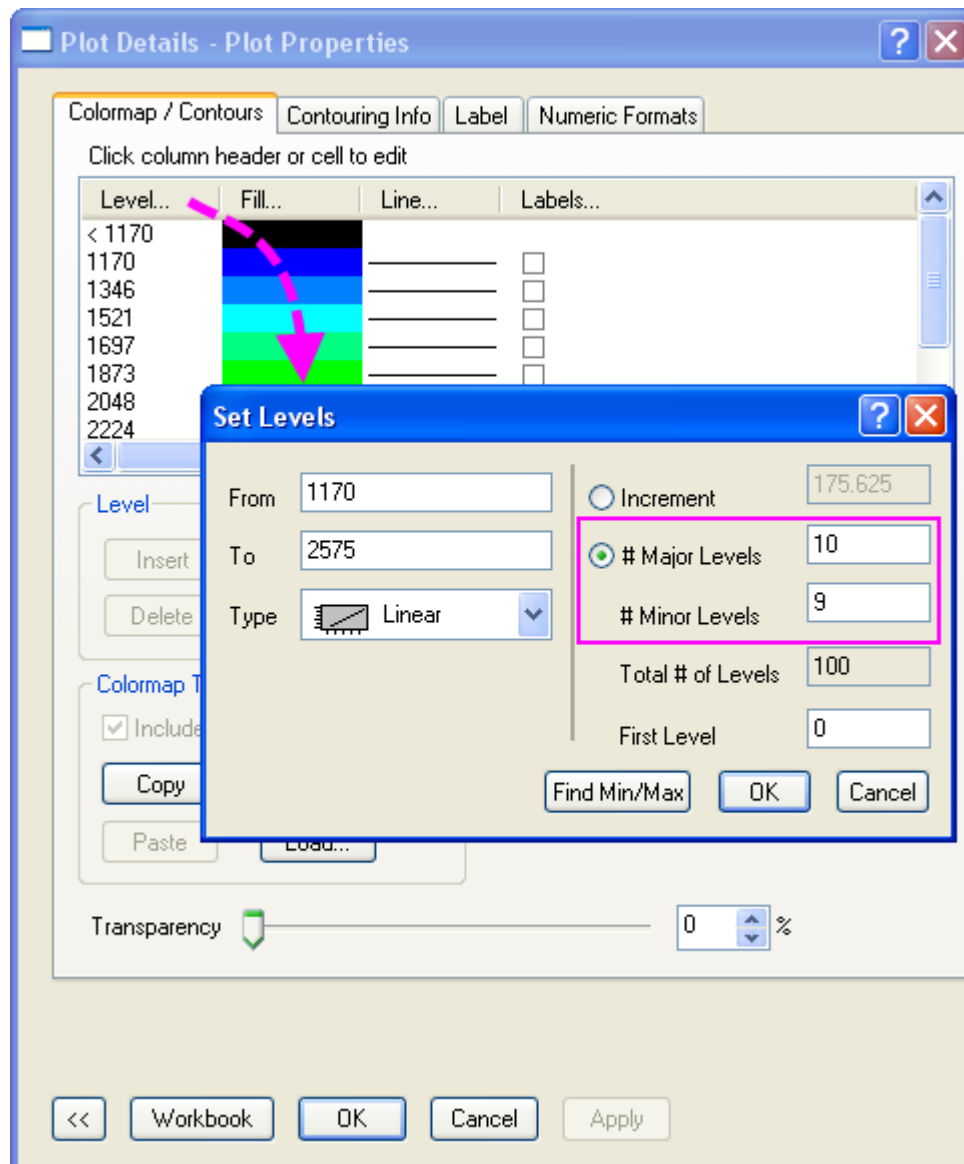 Plot Details - Plot Properties
Colormap / Contours
Contouring Info
Label
Numeric Formats
Click column header or cell to edit
Level... Fill... Line... Labels...
< 1170
1170
1346
1521
1697
1873
2048
2224
Set Levels
From 1170
To 2575
Type Linear
Increment 175.625
# Major Levels 10
# Minor Levels 9
Total # of Levels 100
First Level 0
Find Min/Max OK Cancel
Level
Insert
Delete
Colormap
Include
Copy
Paste Load...
Transparency 0 %
<< Workbook OK Cancel Apply